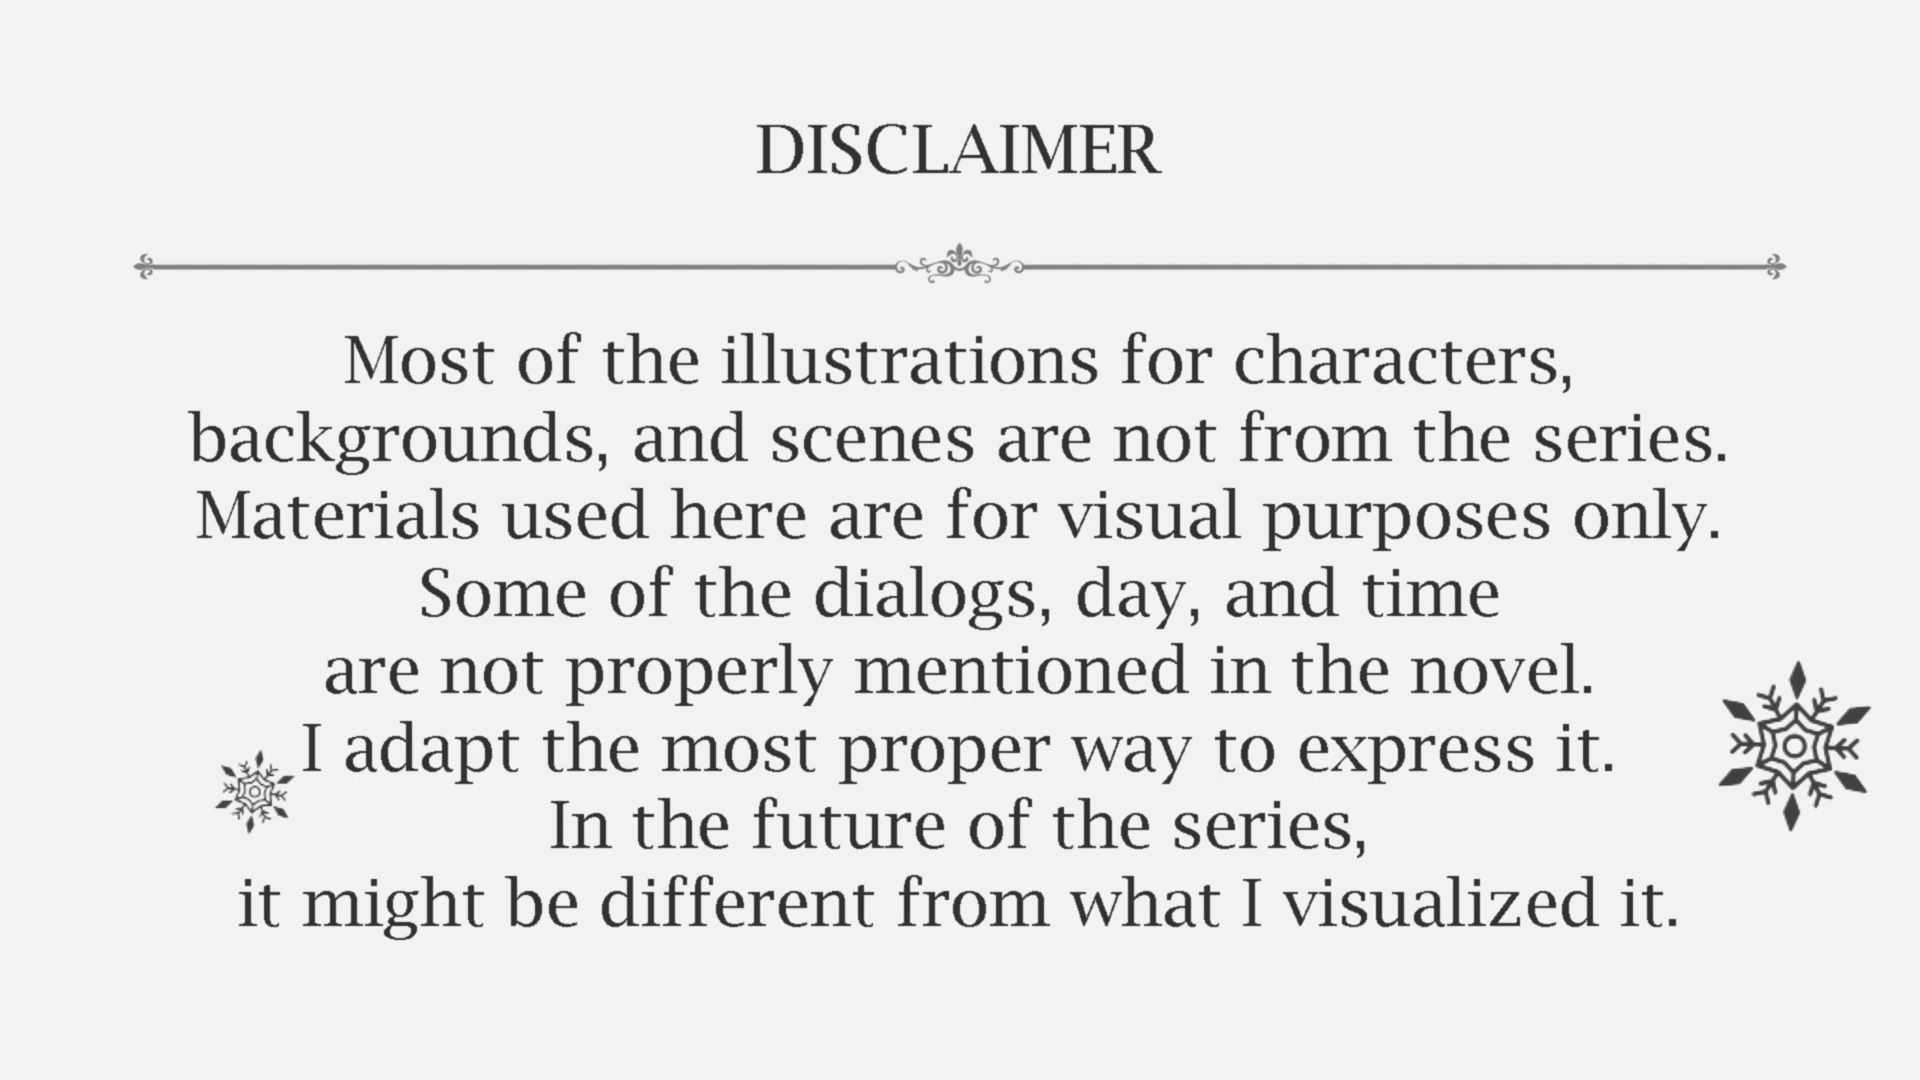 DISCLAIMER
Most of the illustrations for characters,
backgrounds, and scenes are not from the series.
Materials used here are for visual purposes only.
Some of the dialogs, day, and time
are not properly mentioned in the novel.
I adapt the most proper way to express it.
In the future of the series,
it might be different from what I visualized it.